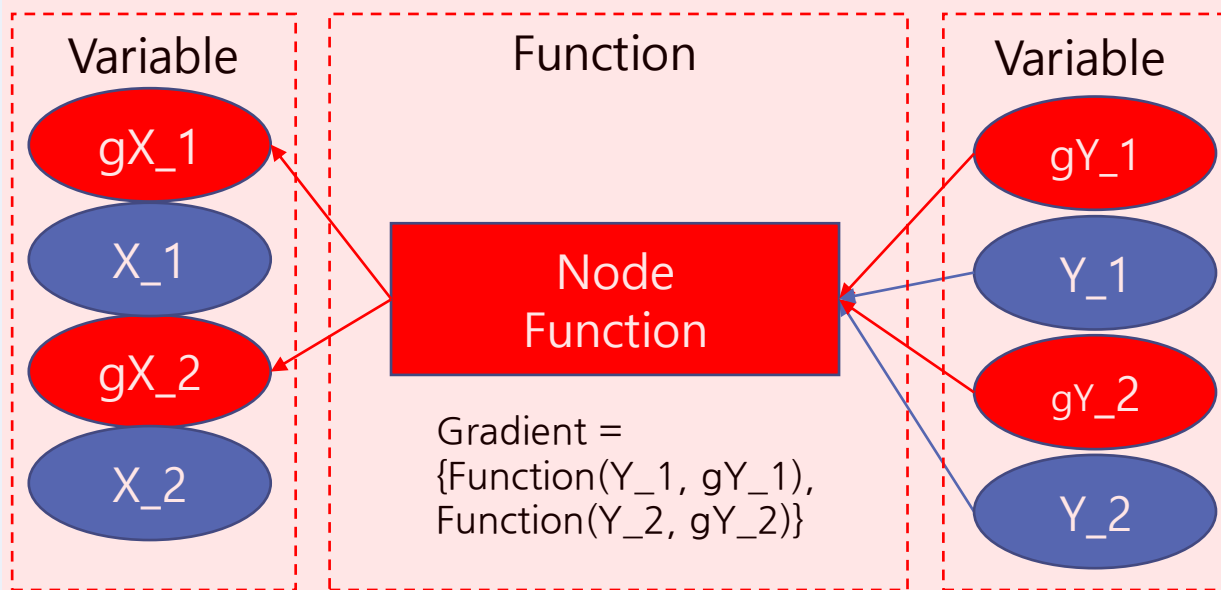 Variable
gX_1
X_1
gX_2
X_2
Function
Node
Function
Gradient =
{Function(Y_1, gY_1),
Function(Y_2, gY_2)}
Variable
gY_1
Y_1
gY_2
Y_2